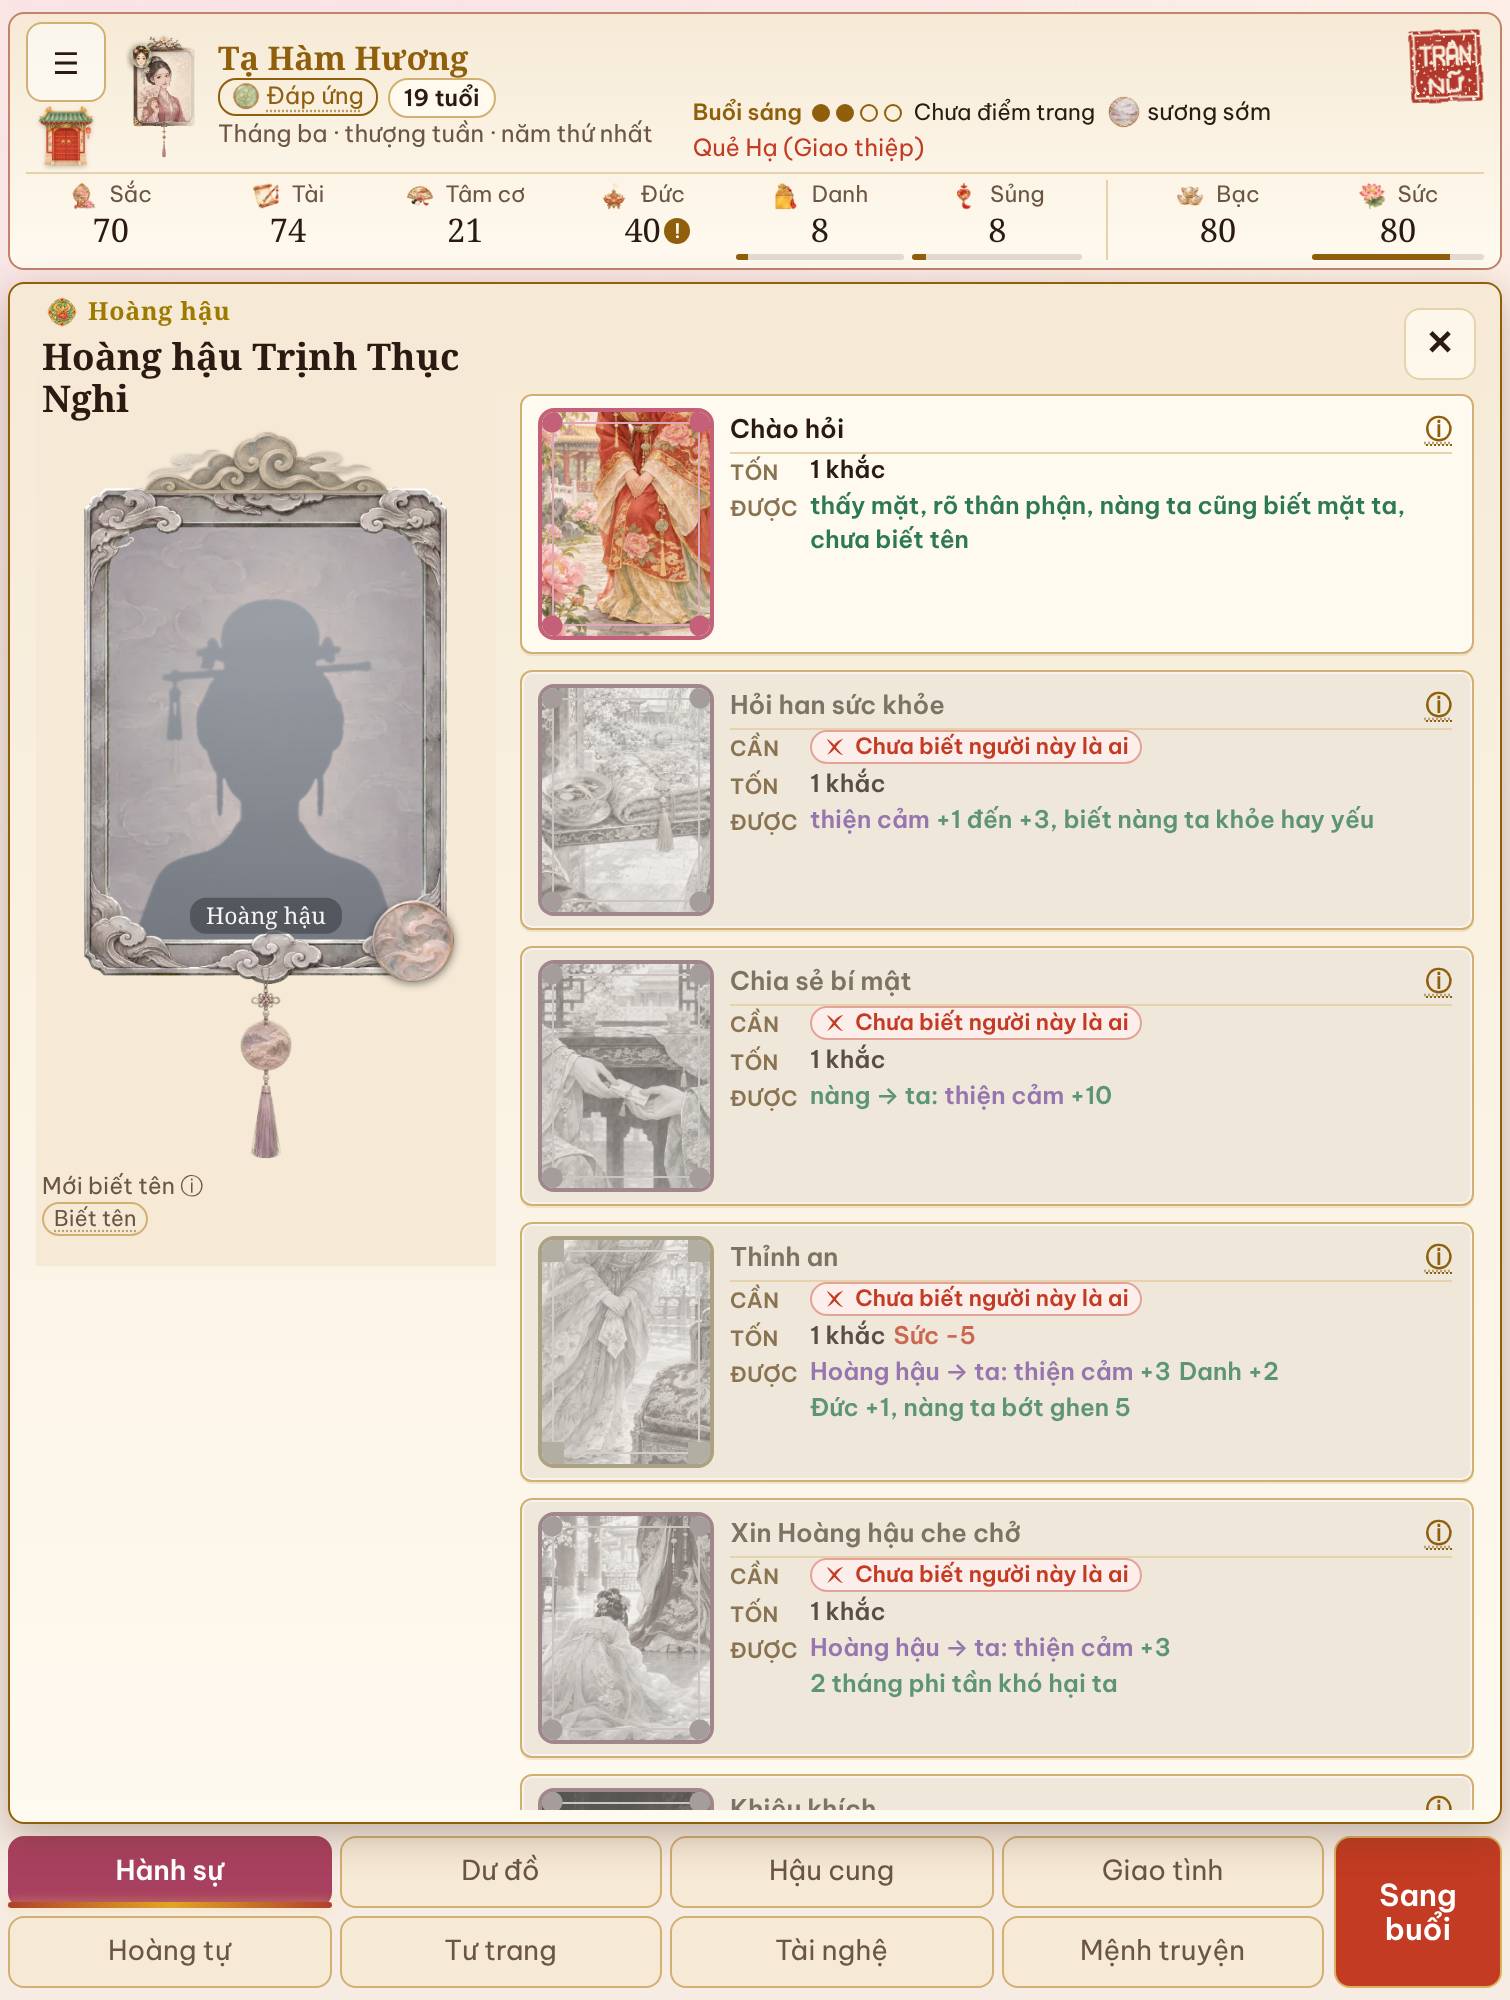 ☰
Tạ Hàm Hương
Đáp ứng
19 tuổi
Tháng ba · thượng tuần · năm thứ nhất
Buổi sáng
Chưa điểm trang
sương sớm
Quẻ Hạ (Giao thiệp)
TRÂN NỮ
Sắc
Tài
Tâm cơ
Đức
Danh
Sủng
Bạc
Sức
70
74
21
40 !
8
8
80
80
Hoàng hậu
Hoàng hậu Trịnh Thục
Nghi
✕
Hoàng hậu
Mới biết tên ⓘ
Biết tên
Chào hỏi ⓘ
TỐN 1 khắc
ĐƯỢC thấy mặt, rõ thân phận, nàng ta cũng biết mặt ta,
chưa biết tên
Hỏi han sức khỏe ⓘ
CẦN ✕ Chưa biết người này là ai
TỐN 1 khắc
ĐƯỢC thiện cảm +1 đến +3, biết nàng ta khỏe hay yếu
Chia sẻ bí mật ⓘ
CẦN ✕ Chưa biết người này là ai
TỐN 1 khắc
ĐƯỢC nàng → ta: thiện cảm +10
Thỉnh an ⓘ
CẦN ✕ Chưa biết người này là ai
TỐN 1 khắc Sức -5
ĐƯỢC Hoàng hậu → ta: thiện cảm +3 Danh +2
Đức +1, nàng ta bớt ghen 5
Xin Hoàng hậu che chở ⓘ
CẦN ✕ Chưa biết người này là ai
TỐN 1 khắc
ĐƯỢC Hoàng hậu → ta: thiện cảm +3
2 tháng phi tần khó hại ta
Khiêu khích ⓘ
Hành sự
Dư đồ
Hậu cung
Giao tình
Sang
buổi
Hoàng tự
Tư trang
Tài nghệ
Mệnh truyện